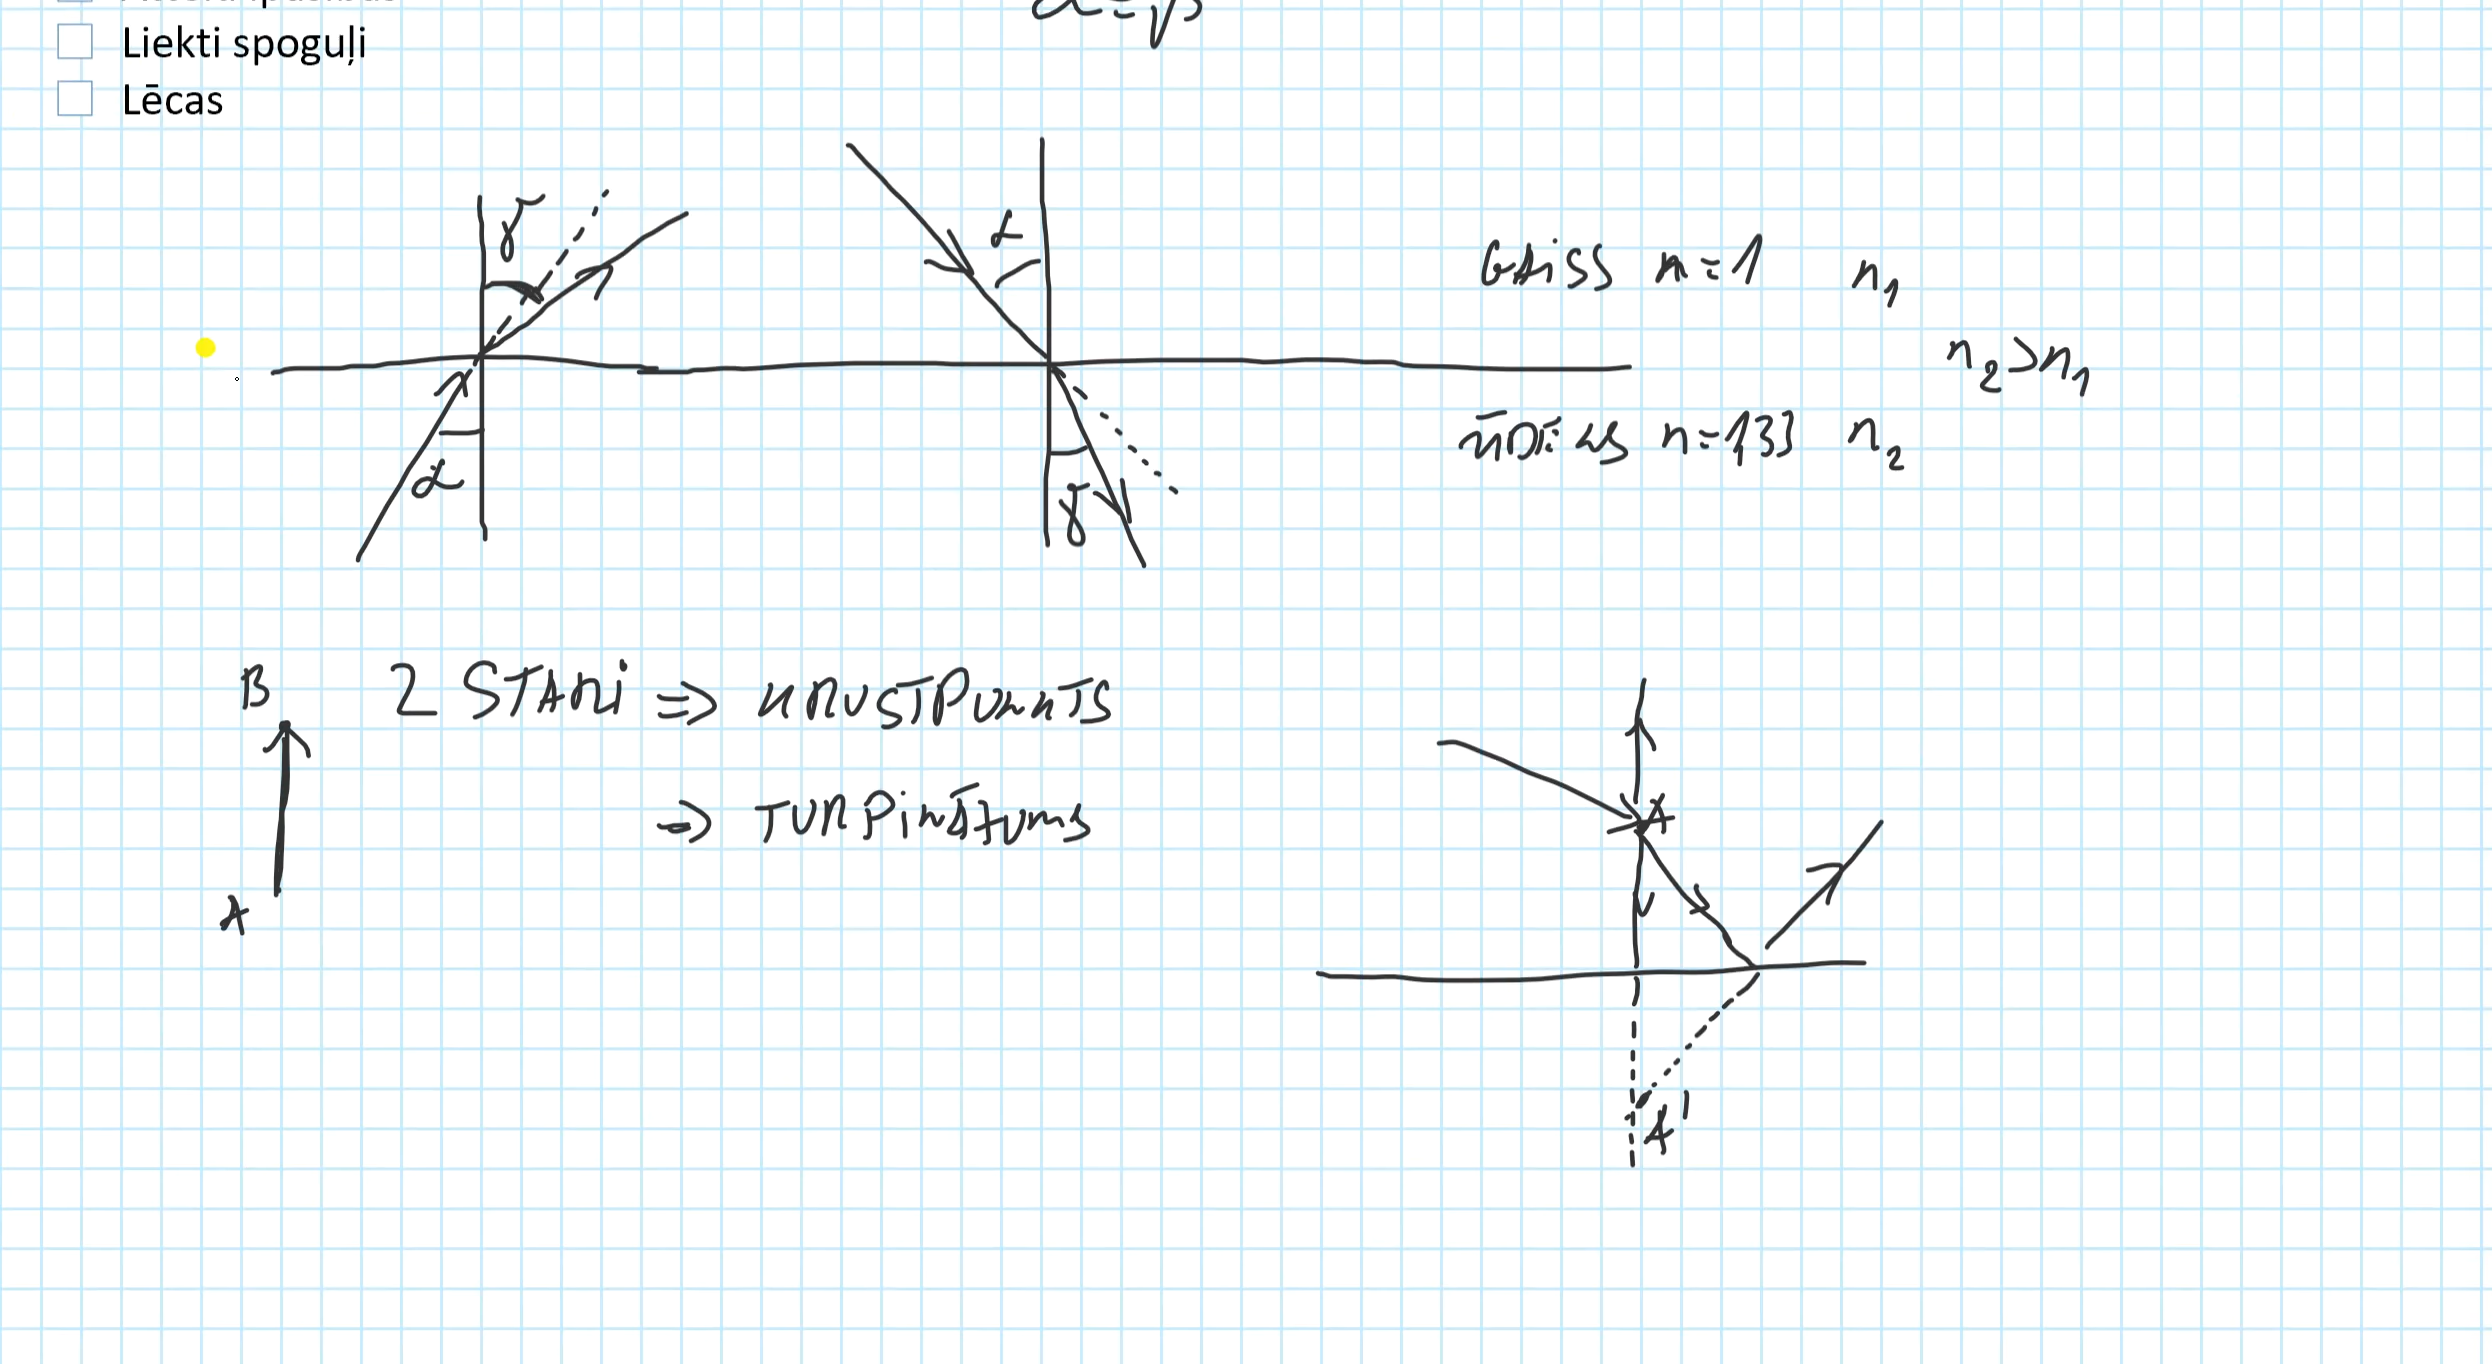 α = β
Liekti spoguļi
Lēcas
γ
α
GAiSS n=1 n₁
n₂>n₁
ŪDENS n=1,33 n₂
α
γ
B 2 STARi ⇒ KRUSTPUNKTS
⇒ TURPiNĀJUMS
A
A
A'